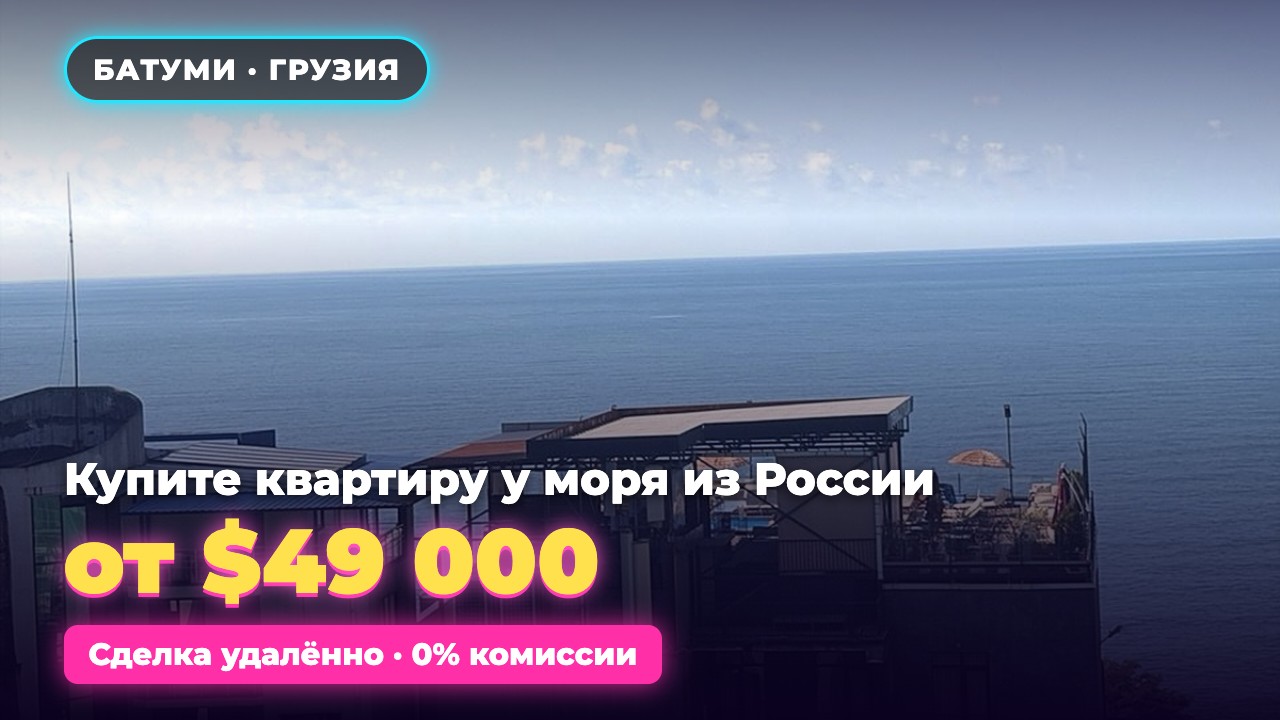 БАТУМИ · ГРУЗИЯ
Купите квартиру у моря из России
от $49 000
Сделка удалённо · 0% комиссии